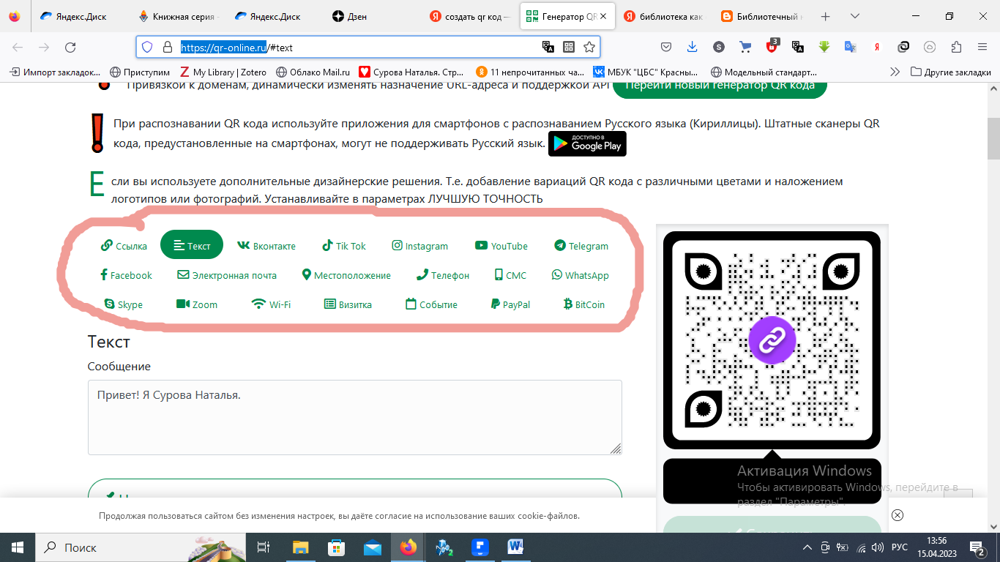 Яндекс.Диск
Книжная серия
Яндекс.Диск
Дзен
создать qr код —
Генератор QR
библиотека как
Библиотечный
https://qr-online.ru/#text
3
Импорт закладок...
Приступим
My Library | Zotero
Облако Mail.ru
Сурова Наталья. Стр...
11 непрочитанных ча...
МБУК "ЦБС" Красны...
Модельный стандарт...
Другие закладки
Привязкой к доменам, динамически изменять назначение URL-адреса и поддержкой API
Перейти новый генератор QR кода
При распознавании QR кода используйте приложения для смартфонов с распознаванием Русского языка (Кириллицы). Штатные сканеры QR
кода, предустановленные на смартфонах, могут не поддерживать Русский язык.
ДОСТУПНО В
Google Play
Если вы используете дополнительные дизайнерские решения. Т.е. добавление вариаций QR кода с различными цветами и наложением
логотипов или фотографий. Устанавливайте в параметрах ЛУЧШУЮ ТОЧНОСТЬ
Ссылка Текст Вконтакте Tik Tok Instagram YouTube Telegram
Facebook Электронная почта Местоположение Телефон СМС WhatsApp
Skype Zoom Wi-Fi Визитка Событие PayPal BitCoin
Текст
Сообщение
Привет! Я Сурова Наталья.
Активация Windows
Чтобы активировать Windows, перейдите в
раздел "Параметры".
Продолжая пользоваться сайтом без изменения настроек, вы даёте согласие на использование ваших cookie-файлов.
Поиск
РУС
13:56
15.04.2023
2